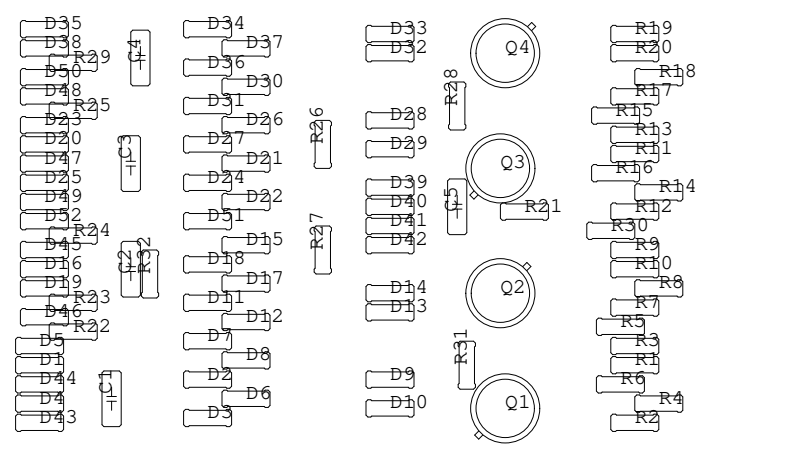 D35
D38
R29
D50
D48
R25
D23
D20
D47
D25
D49
D52
R24
D45
D16
D19
R23
D46
R22
D5
D1
D44
D4
D43
C4
C3
C2
R32
C1
D34
D37
D36
D30
D31
D26
D27
D21
D24
D22
D51
D15
D18
D17
D11
D12
D7
D8
D2
D6
D3
R26
R27
D33
D32
D28
D29
D39
D40
D41
D42
D14
D13
D9
D10
Q4
R28
Q3
C5
R21
Q2
R31
Q1
R19
R20
R18
R17
R15
R13
R11
R16
R14
R12
R30
R9
R10
R8
R7
R5
R3
R1
R6
R4
R2